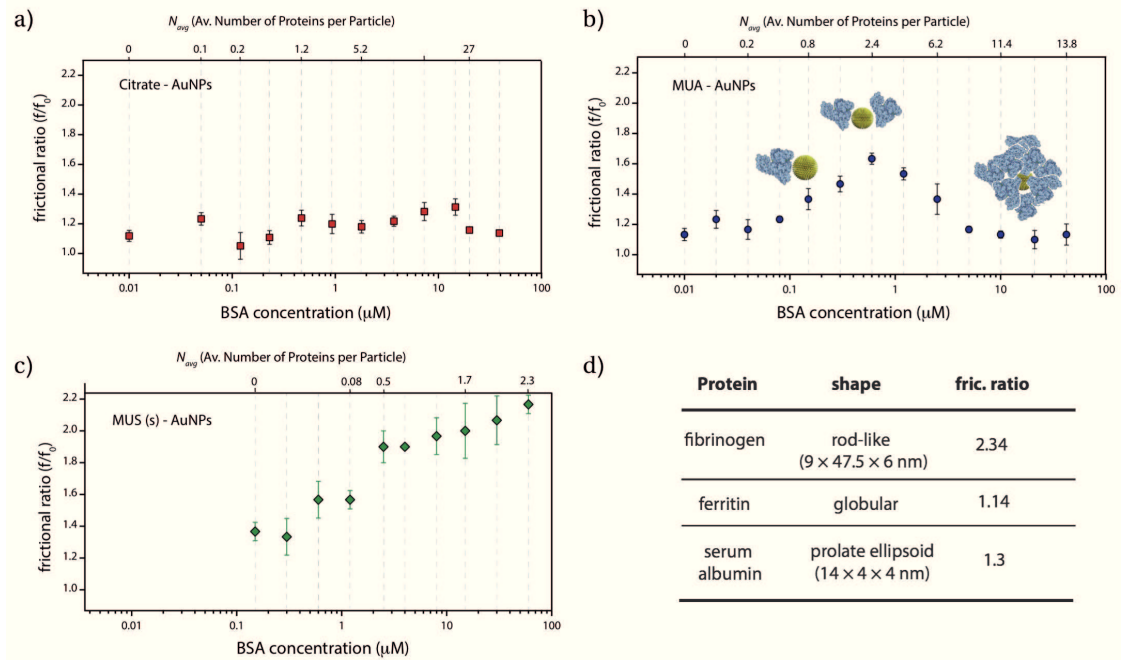 a)
N_avg (Av. Number of Proteins per Particle)
0 0.1 0.2 1.2 5.2 27
Citrate - AuNPs
frictional ratio (f/f₀)
2.2
2.0
1.8
1.6
1.4
1.2
1.0
0.01 0.1 1 10 100
BSA concentration (μM)
b)
N_avg (Av. Number of Proteins per Particle)
0 0.2 0.8 2.4 6.2 11.4 13.8
MUA - AuNPs
frictional ratio (f/f₀)
2.2
2.0
1.8
1.6
1.4
1.2
1.0
0.01 0.1 1 10 100
BSA concentration (μM)
c)
N_avg (Av. Number of Proteins per Particle)
0 0.08 0.5 1.7 2.3
MUS (s) - AuNPs
frictional ratio (f/f₀)
2.2
2.0
1.8
1.6
1.4
1.2
1.0
0.01 0.1 1 10 100
BSA concentration (μM)
d)
Protein shape fric. ratio
fibrinogen rod-like 2.34
(9 × 47.5 × 6 nm)
ferritin globular 1.14
serum prolate ellipsoid 1.3
albumin (14 × 4 × 4 nm)